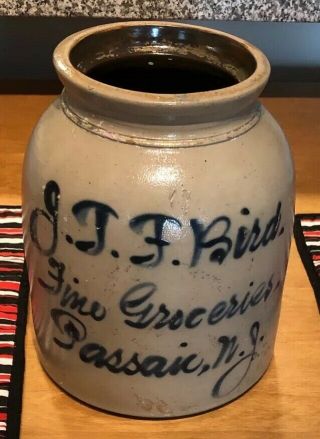 J. T. F. Bird.
Fine Groceries,
Passaic, N.J.